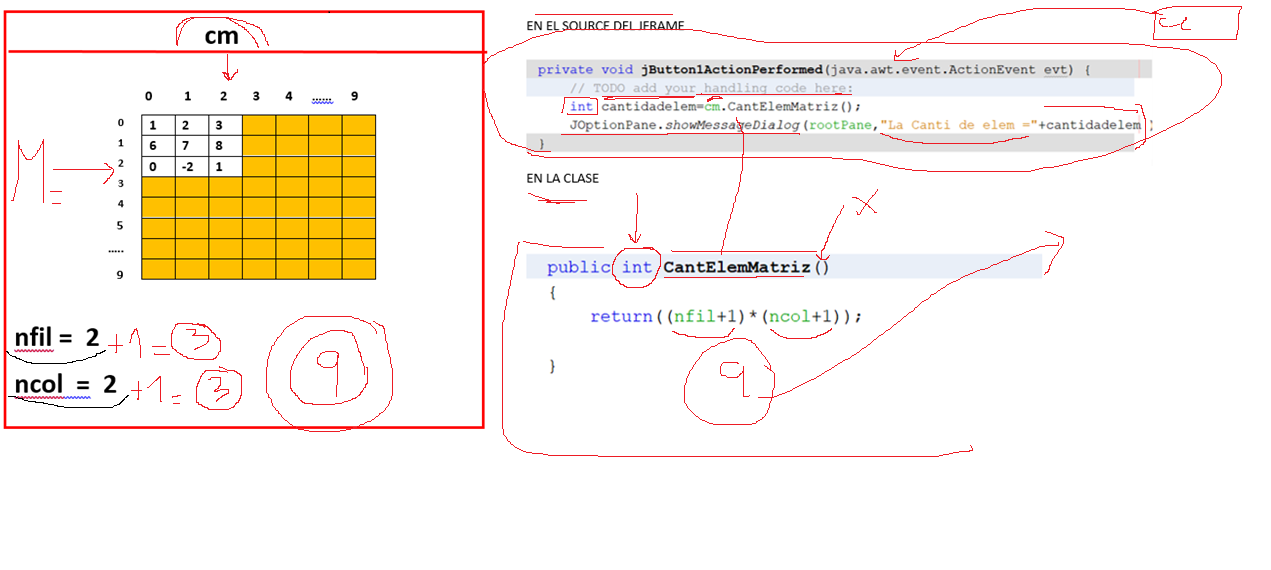 cm
0 1 2 3 4 ...... 9
0 1 2 3
1 6 7 8
2 0 -2 1
3
4
5
......
9
M=
nfil = 2 +1 = 3
ncol = 2 +1 = 3
9
EN EL SOURCE DEL JFRAME
private void jButton1ActionPerformed(java.awt.event.ActionEvent evt) {
// TODO add your handling code here:
int cantidadelem=cm.CantElemMatriz();
JOptionPane.showMessageDialog(rootPane,"La Canti de elem ="+cantidadelem)
}
EN LA CLASE
x
public int CantElemMatriz()
{
return((nfil+1)*(ncol+1));
}
9